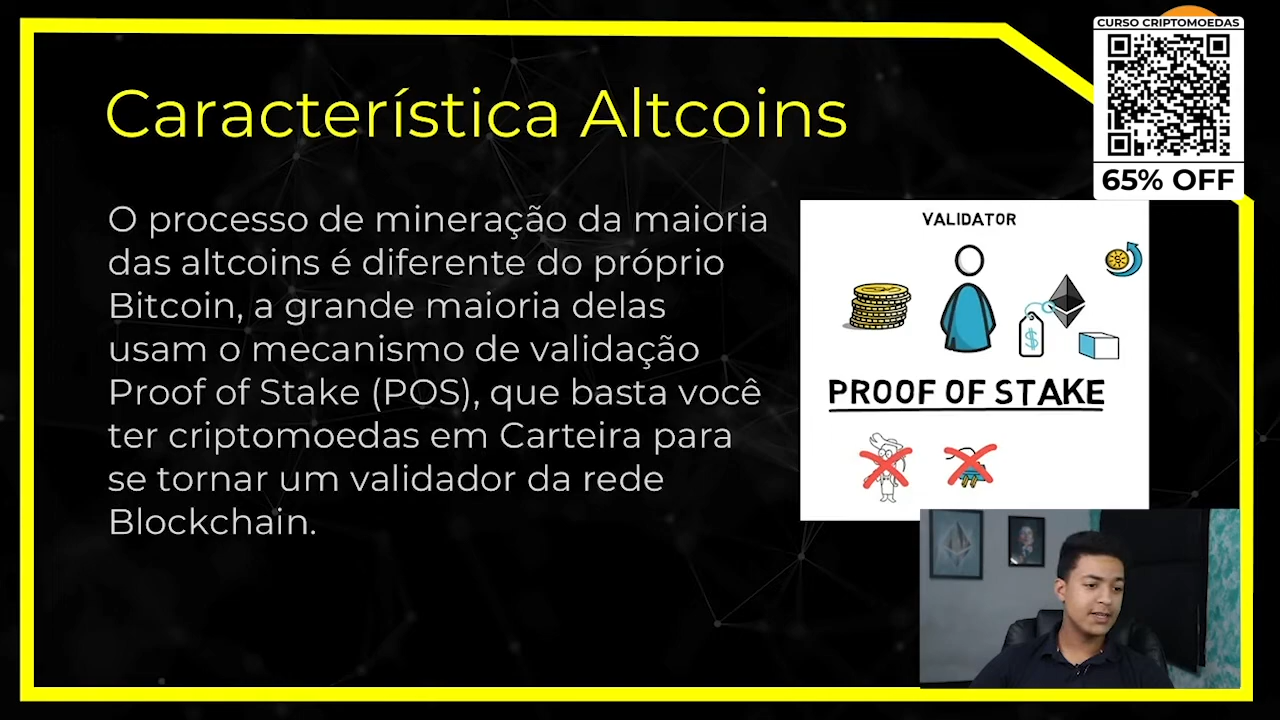 CURSO CRIPTOMOEDAS
65% OFF
Característica Altcoins
O processo de mineração da maioria
das altcoins é diferente do próprio
Bitcoin, a grande maioria delas
usam o mecanismo de validação
Proof of Stake (POS), que basta você
ter criptomoedas em Carteira para
se tornar um validador da rede
Blockchain.
VALIDATOR
$
PROOF OF STAKE